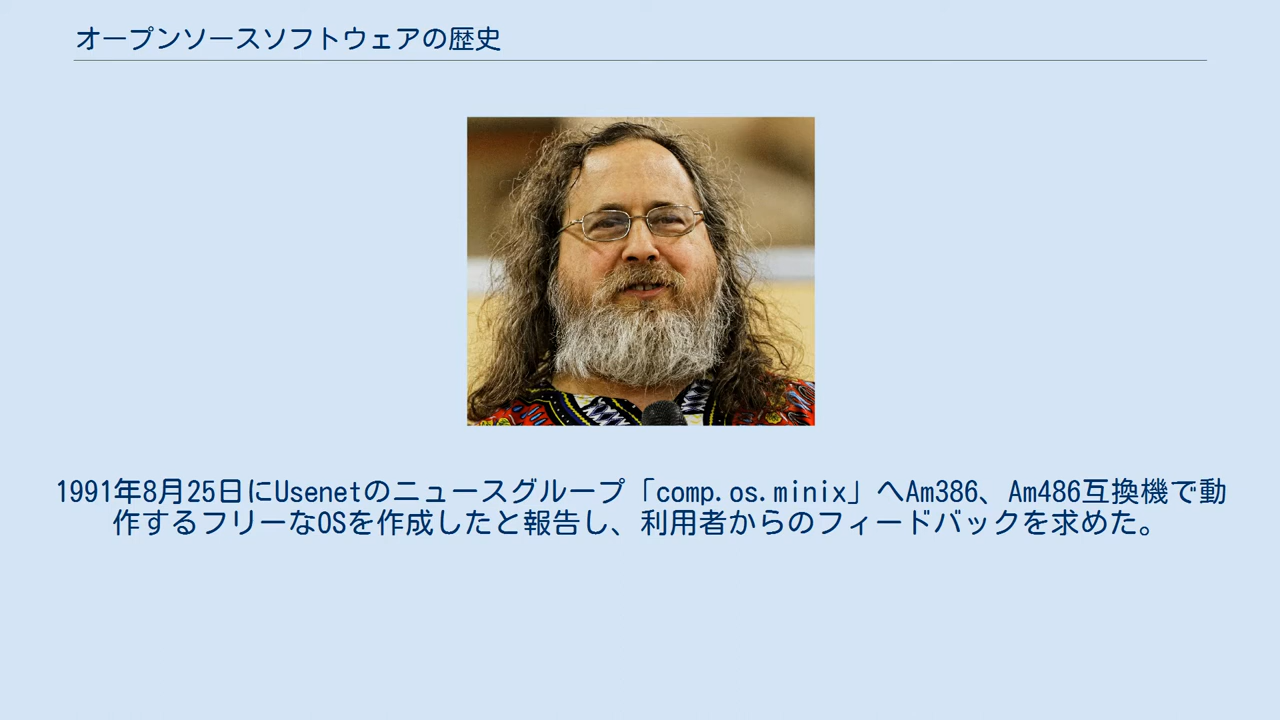 オープンソースソフトウェアの歴史
1991年8月25日にUsenetのニュースグループ「comp.os.minix」へAm386、Am486互換機で動
作するフリーなOSを作成したと報告し、利用者からのフィードバックを求めた。